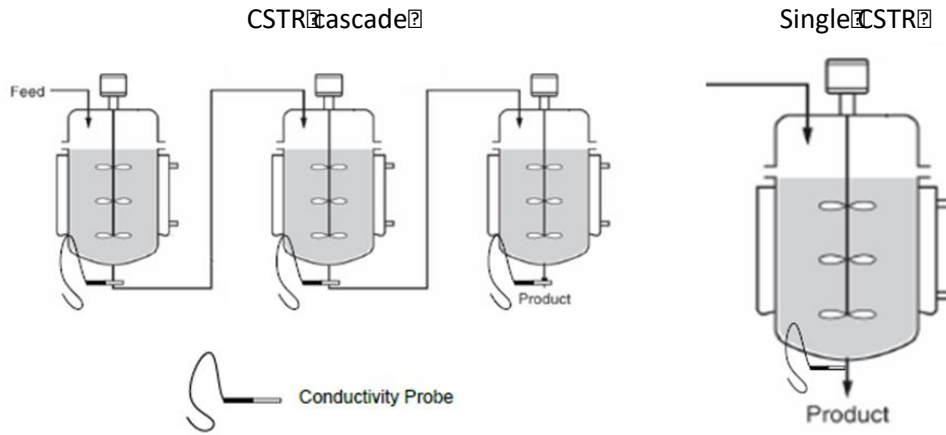 CSTR cascade
Single CSTR
Feed
Product
Conductivity Probe
Product